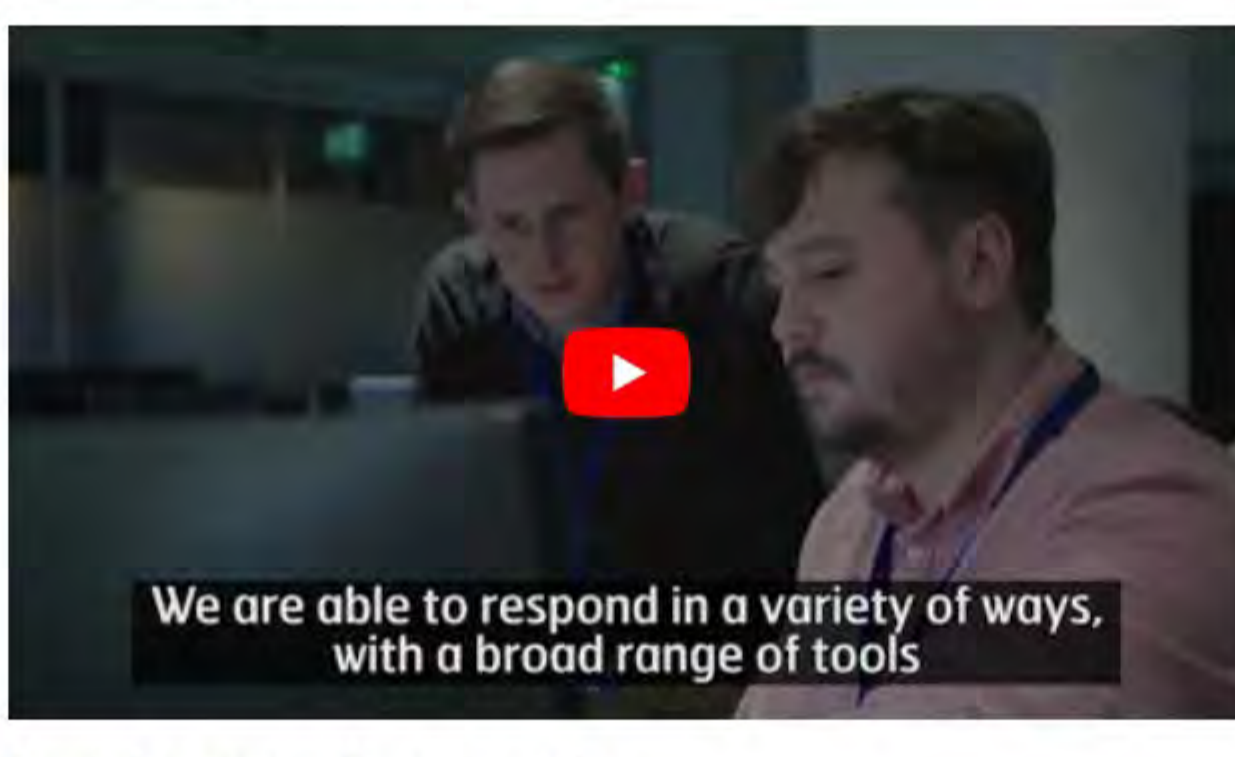 We are able to respond in a variety of ways,
with a broad range of tools